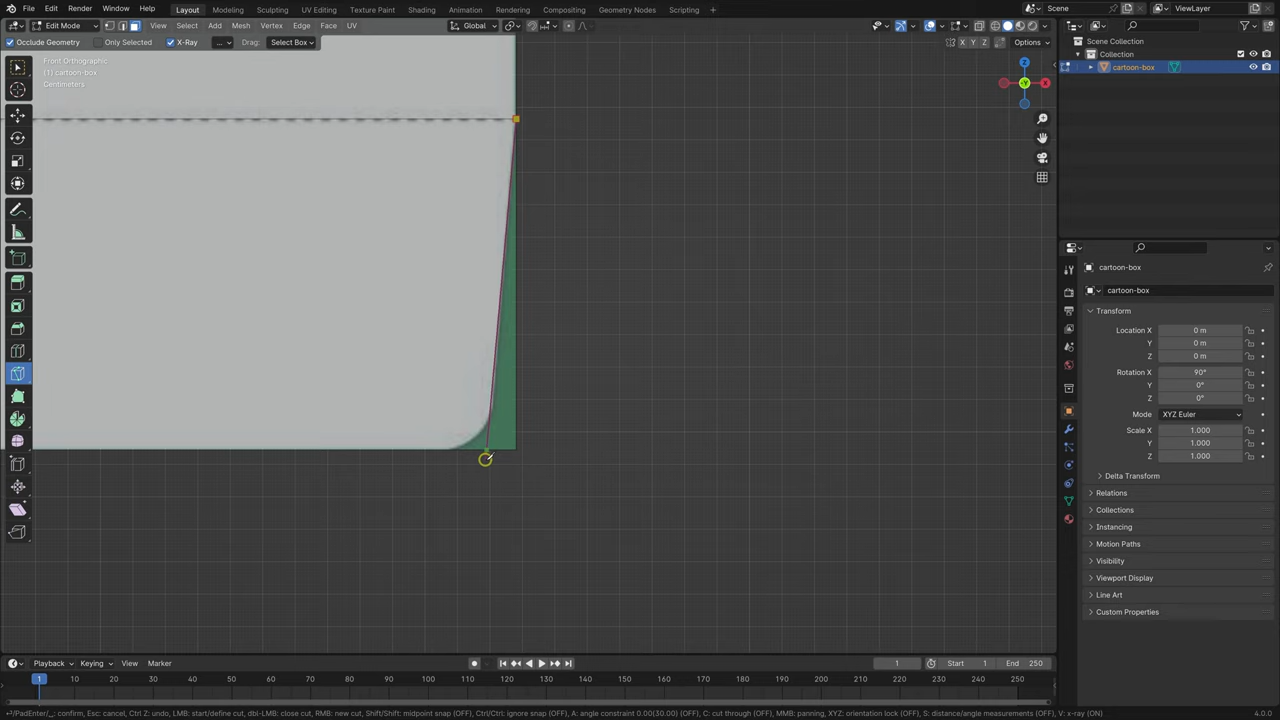 File Edit Render Window Help Layout Modeling Sculpting UV Editing Texture Paint Shading Animation Rendering Compositing Geometry Nodes Scripting + Scene ViewLayer
Edit Mode View Select Add Mesh Vertex Edge Face UV Global
Occlude Geometry Only Selected X-Ray ... Drag: Select Box X Y Z Options
Front Orthographic
(1) cartoon-box
Centimeters
Z
Y
X
Scene Collection
Collection
cartoon-box
cartoon-box
cartoon-box
Transform
Location X 0 m
Y 0 m
Z 0 m
Rotation X 90°
Y 0°
Z 0°
Mode XYZ Euler
Scale X 1.000
Y 1.000
Z 1.000
Delta Transform
Relations
Collections
Instancing
Motion Paths
Visibility
Viewport Display
Line Art
Custom Properties
Playback Keying View Marker 1 Start 1 End 250
1 10 20 30 40 50 60 70 80 90 100 110 120 130 140 150 160 170 180 190 200 210 220 230 240 250
: confirm, Esc: cancel, Ctrl Z: undo, LMB: start/define cut, dbl-LMB: close cut, RMB: new cut, Shift/Shift: midpoint snap (OFF), Ctrl/Ctrl: ignore snap (OFF), A: angle constraint 0.00(30.00) (OFF), C: cut through (OFF), MMB: panning, XYZ: orientation lock (OFF), S: distance/angle measurements (OFF), V: x-ray (ON) 4.0.0